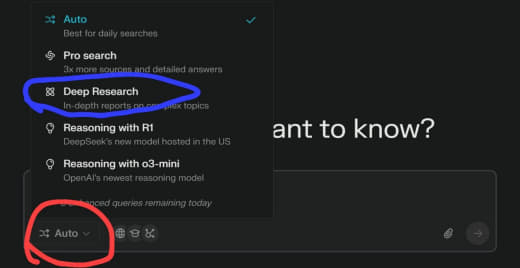 Auto
Best for daily searches
Pro search
3x more sources and detailed answers
Deep Research
In-depth reports on complex topics
Reasoning with R1
DeepSeek's new model hosted in the US
ant to know?
Reasoning with o3-mini
OpenAI's newest reasoning model
enhanced queries remaining today
Auto